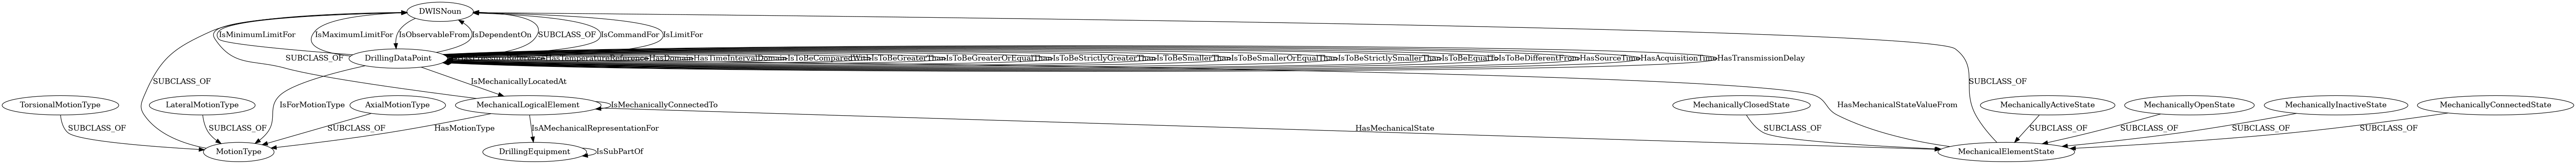 DWISNoun
IsMinimumLimitFor
IsMaximumLimitFor
IsObservableFrom
IsDependentOn
SUBCLASS_OF
IsCommandFor
IsLimitFor
SUBCLASS_OF
DrillingDataPoint
HasTemperatureReference
HasDomain
HasTimeIntervalDomain
IsToBeComparedWith
IsToBeGreaterThan
IsToBeGreaterOrEqualThan
IsToBeStrictlyGreaterThan
IsToBeSmallerThan
IsToBeSmallerOrEqualThan
IsToBeStrictlySmallerThan
IsToBeEqualTo
IsToBeDifferentFrom
HasSourceTime
HasAcquisitionTime
HasTransmissionDelay
SUBCLASS_OF
IsMechanicallyLocatedAt
SUBCLASS_OF
TorsionalMotionType
LateralMotionType
IsForMotionType
AxialMotionType
MechanicalLogicalElement
IsMechanicallyConnectedTo
MechanicallyClosedState
HasMechanicalStateValueFrom
MechanicallyActiveState
MechanicallyOpenState
MechanicallyInactiveState
MechanicallyConnectedState
SUBCLASS_OF
SUBCLASS_OF
SUBCLASS_OF
HasMotionType
IsAMechanicalRepresentationFor
HasMechanicalState
SUBCLASS_OF
SUBCLASS_OF
SUBCLASS_OF
SUBCLASS_OF
SUBCLASS_OF
MotionType
DrillingEquipment
IsSubPartOf
MechanicalElementState